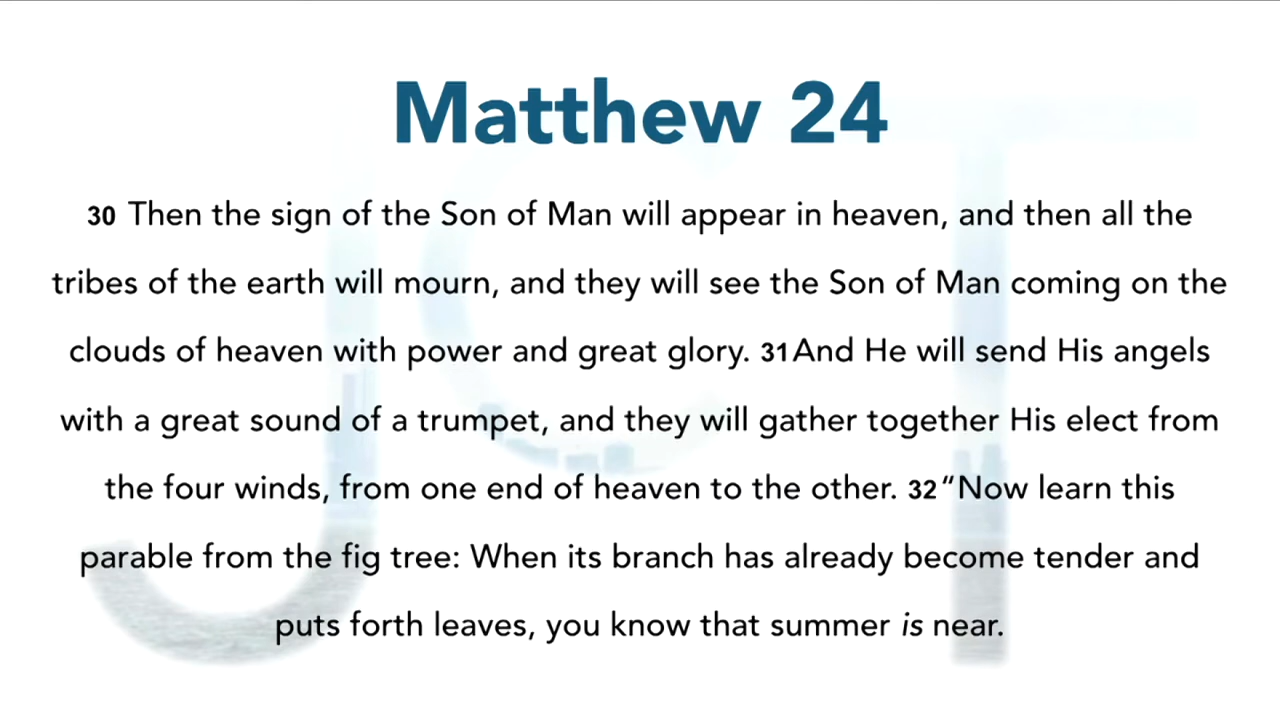 Matthew 24
30 Then the sign of the Son of Man will appear in heaven, and then all the
tribes of the earth will mourn, and they will see the Son of Man coming on the
clouds of heaven with power and great glory. 31And He will send His angels
with a great sound of a trumpet, and they will gather together His elect from
the four winds, from one end of heaven to the other. 32“Now learn this
parable from the fig tree: When its branch has already become tender and
puts forth leaves, you know that summer is near.
JCT